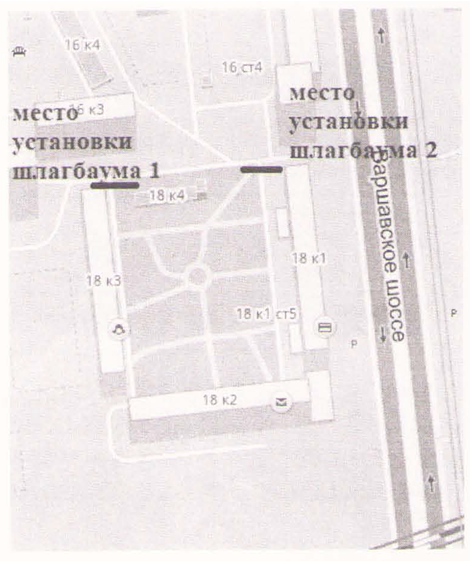 16 к4
16 ст4
место
установки
шлагбаума 1
16 к3
место
установки
шлагбаума 2
18 к4
Варшавское шоссе
18 к3
18 к1
18 к1 ст5
P
P
18 к2